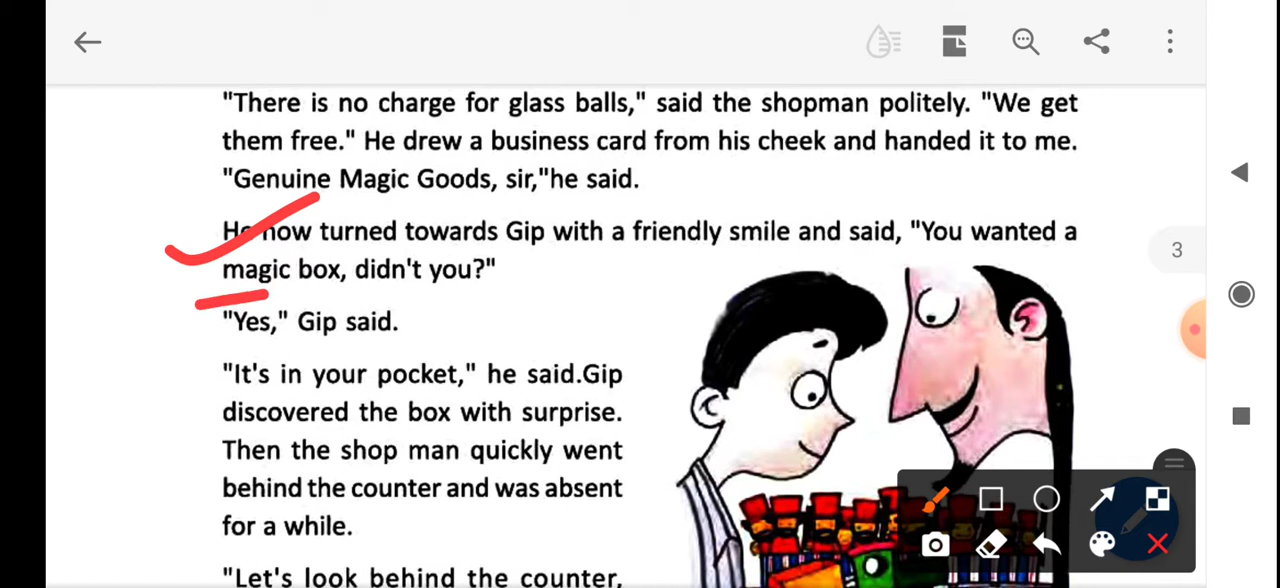 "There is no charge for glass balls," said the shopman politely. "We get
them free." He drew a business card from his cheek and handed it to me.
"Genuine Magic Goods, sir,"he said.
He now turned towards Gip with a friendly smile and said, "You wanted a
magic box, didn't you?"
3
"Yes," Gip said.
"It's in your pocket," he said.Gip
discovered the box with surprise.
Then the shop man quickly went
behind the counter and was absent
for a while.
"Let's look behind the counter,